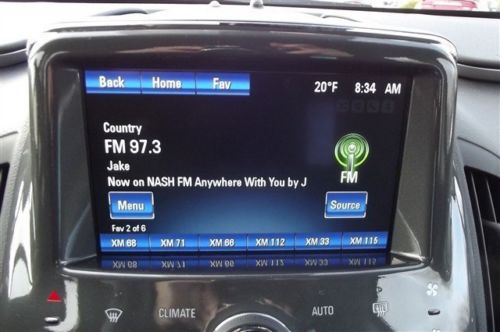 Back Home Fav 20°F 8:34 AM
Country
FM 97.3
Jake
Now on NASH FM Anywhere With You by J
FM
Menu Source
Fav 2 of 6
XM 68 XM 71 XM 66 XM 112 XM 33 XM 115
CLIMATE AUTO